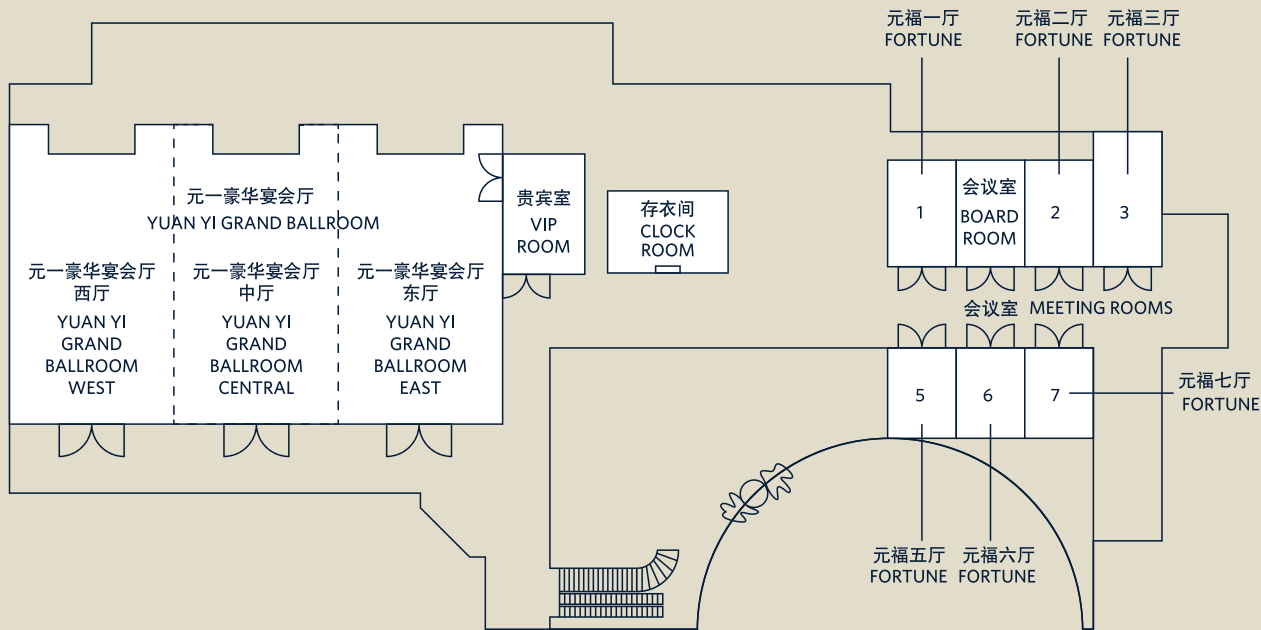 元福一厅
FORTUNE
元福二厅
FORTUNE
元福三厅
FORTUNE
元一豪华宴会厅
YUAN YI GRAND BALLROOM
元一豪华宴会厅
西厅
YUAN YI
GRAND
BALLROOM
WEST
元一豪华宴会厅
中厅
YUAN YI
GRAND
BALLROOM
CENTRAL
元一豪华宴会厅
东厅
YUAN YI
GRAND
BALLROOM
EAST
贵宾室
VIP
ROOM
存衣间
CLOCK
ROOM
1
会议室
BOARD
ROOM
2
3
会议室 MEETING ROOMS
5
6
7
元福七厅
FORTUNE
元福五厅
FORTUNE
元福六厅
FORTUNE